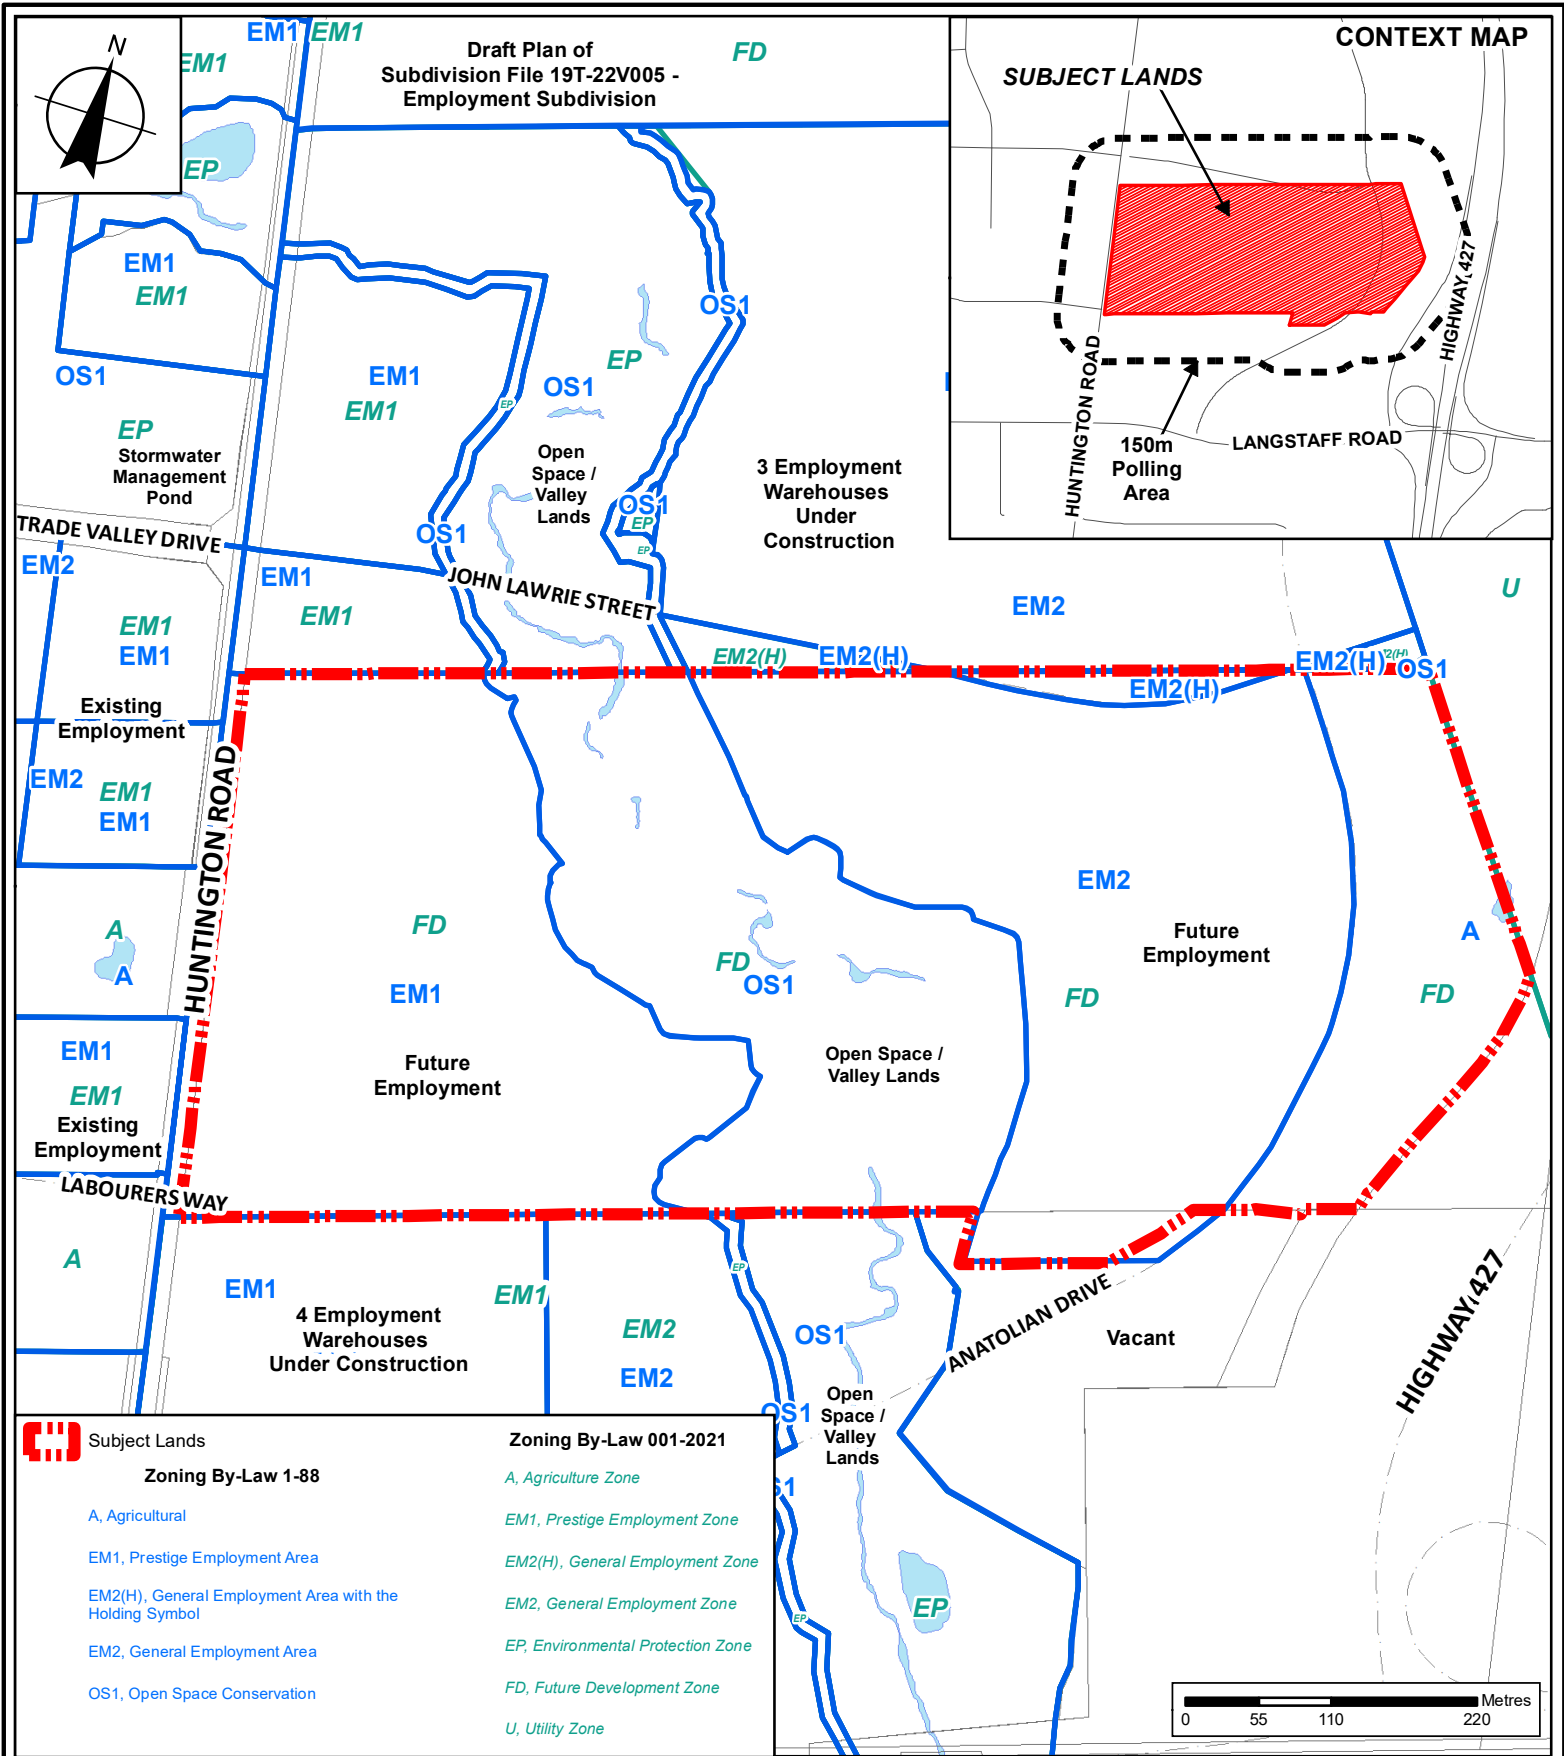 N
EM1
EM1
EM1
EP
Draft Plan of
Subdivision File 19T-22V005 -
Employment Subdivision
FD
CONTEXT MAP
SUBJECT LANDS
HIGHWAY 427
HUNTINGTON ROAD
LANGSTAFF ROAD
150m
Polling
Area
EM1
EM1
OS1
EP
Stormwater
Management
Pond
EM1
EM1
EP
OS1
EP
OS1
Open
Space /
Valley
Lands
OS1
EP
EP
OS1
3 Employment
Warehouses
Under
Construction
TRADE VALLEY DRIVE
EM2
EM1
EM1
JOHN LAWRIE STREET
EM2
U
EM1
EM1
EM2(H)
EM2(H)
EM2(H)
EM2(H)
OS1
Existing
Employment
EM2
EM1
EM1
HUNTINGTON ROAD
A
A
FD
EM1
Future
Employment
FD
OS1
Open Space /
Valley Lands
EM2
Future
Employment
FD
A
FD
EM1
EM1
Existing
Employment
LABOURERS WAY
A
EM1
4 Employment
Warehouses
Under Construction
EM1
EM2
EM2
EP
OS1
OS1
Open
Space /
Valley
Lands
ANATOLIAN DRIVE
Vacant
HIGHWAY 427
EP
EP
Subject Lands
Zoning By-Law 1-88
A, Agricultural
EM1, Prestige Employment Area
EM2(H), General Employment Area with the
Holding Symbol
EM2, General Employment Area
OS1, Open Space Conservation
Zoning By-Law 001-2021
A, Agriculture Zone
EM1, Prestige Employment Zone
EM2(H), General Employment Zone
EM2, General Employment Zone
EP, Environmental Protection Zone
FD, Future Development Zone
U, Utility Zone
Metres
0 55 110 220